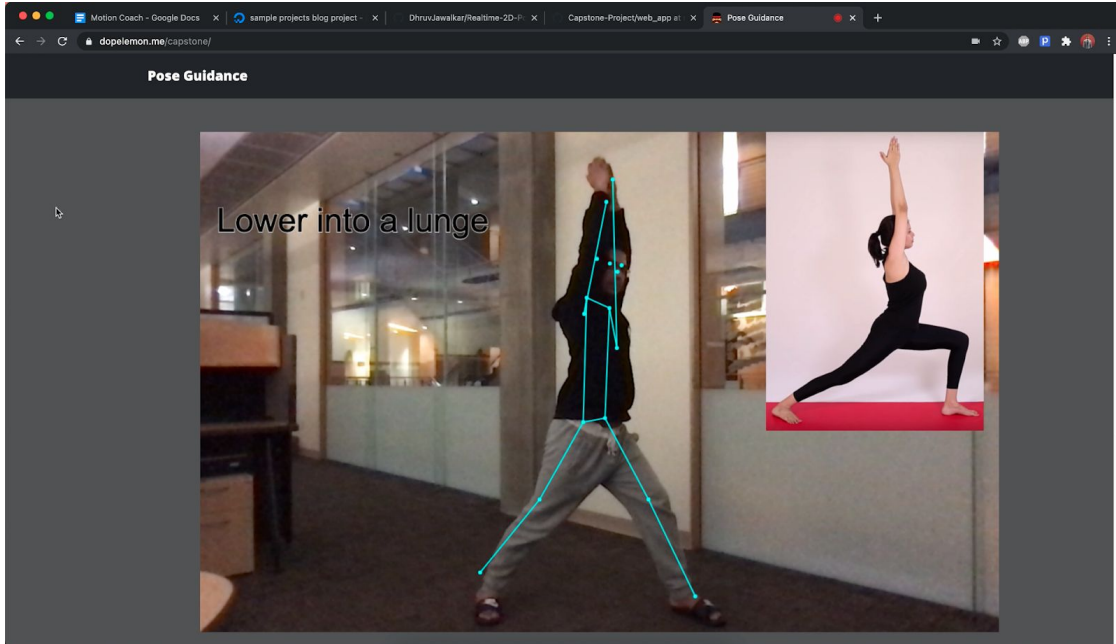 Motion Coach - Google Docs
sample projects blog project -
DhruvJawalkar/Realtime-2D-Po
Capstone-Project/web_app at
Pose Guidance
dopelemon.me/capstone/
Pose Guidance
Lower into a lunge